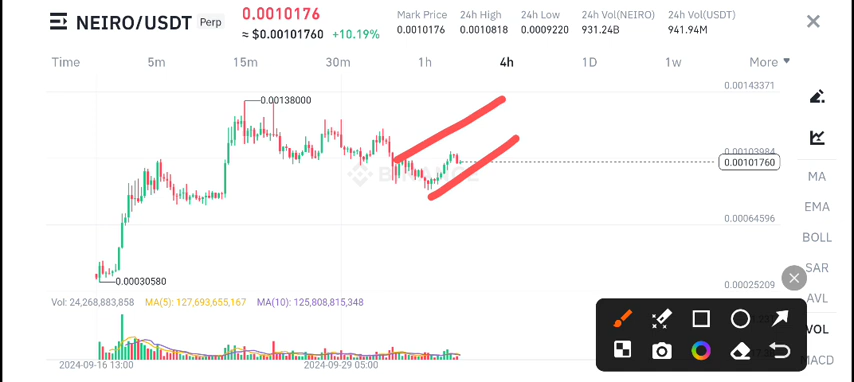 NEIRO/USDT Perp
0.0010176
≈ $0.00101760 +10.19%
Mark Price 24h High 24h Low 24h Vol(NEIRO) 24h Vol(USDT)
0.0010176 0.0010818 0.0009220 931.24B 941.94M
Time 5m 15m 30m 1h 4h 1D 1w More
0.00143371
0.00138000
0.00103984
0.00101760
BINANCE
MA
0.00064596
EMA
BOLL
SAR
0.00030580
0.00025209
AVL
Vol: 24,268,883,858 MA(5): 127,693,655,167 MA(10): 125,808,815,348
VOL
MACD
2024-09-16 13:00 2024-09-29 05:00